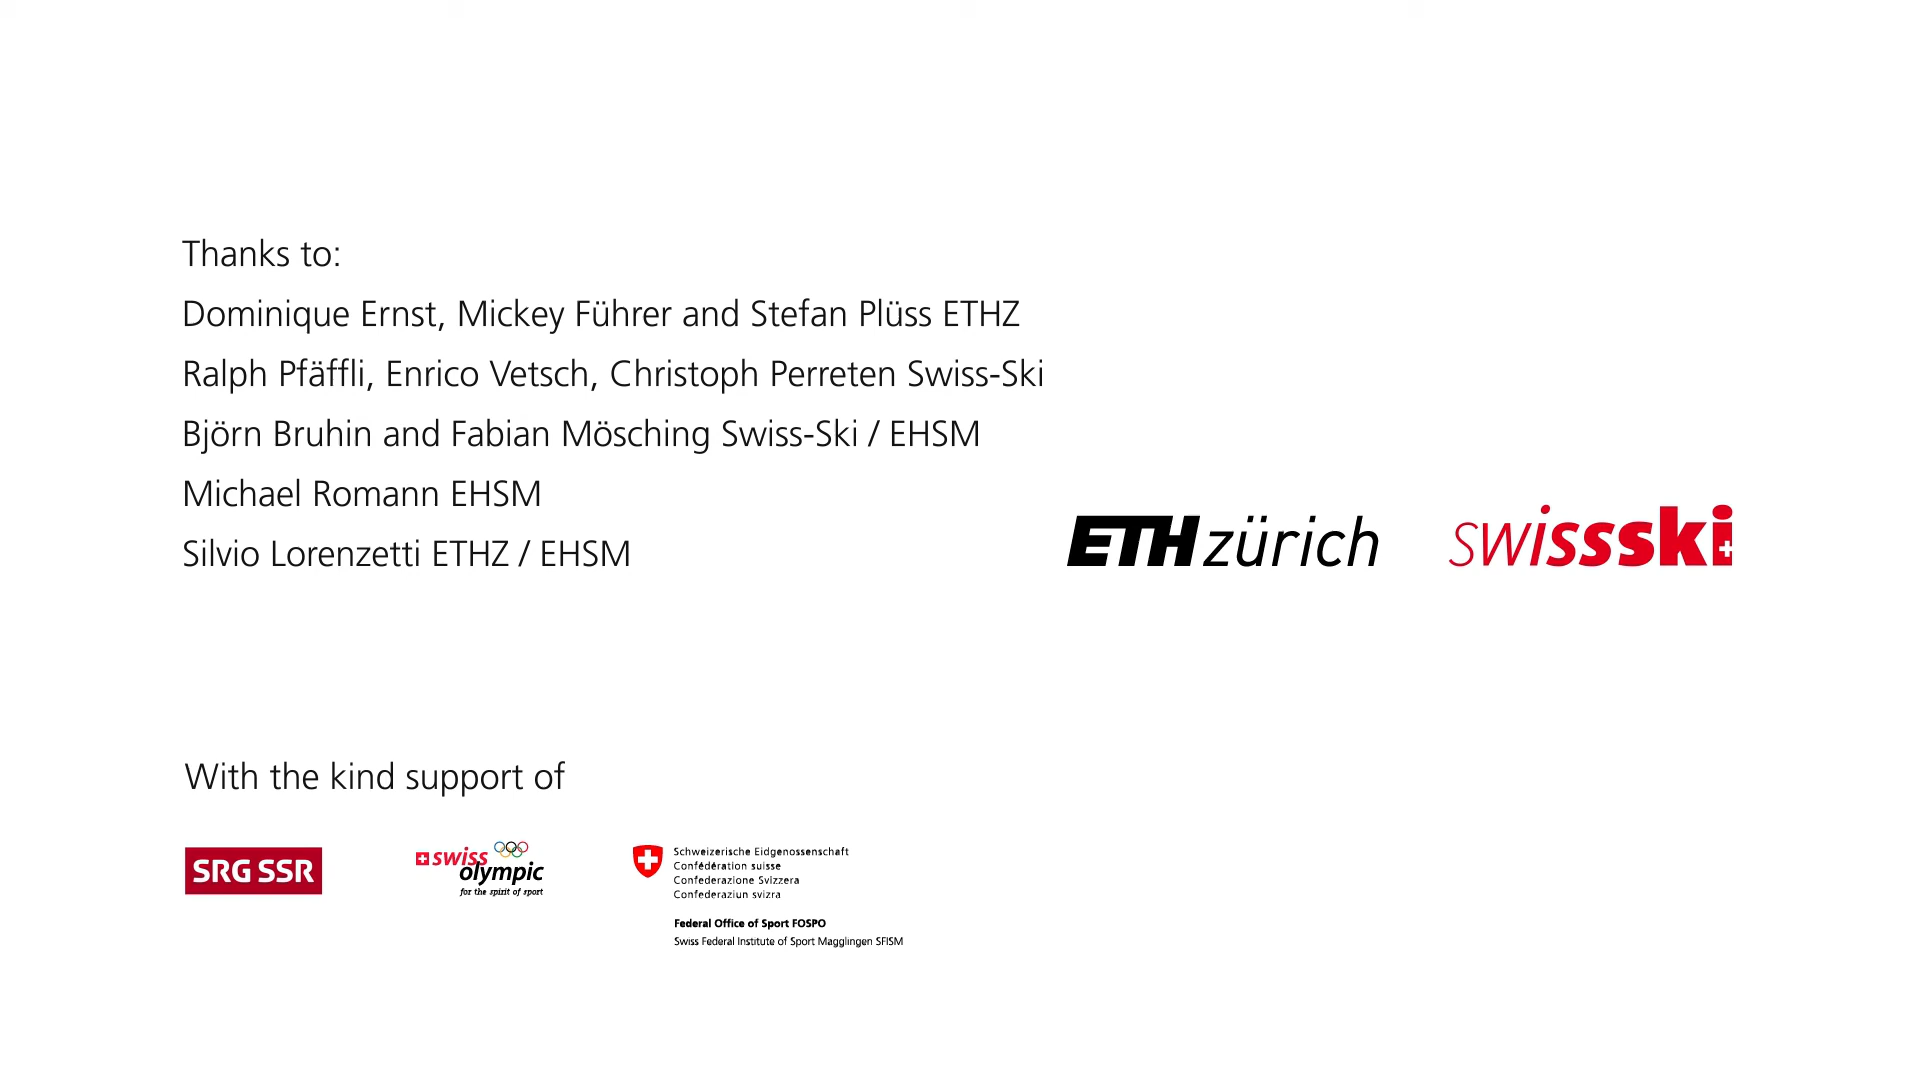 Thanks to:
Dominique Ernst, Mickey Führer and Stefan Plüss ETHZ
Ralph Pfäffli, Enrico Vetsch, Christoph Perreten Swiss-Ski
Björn Bruhin and Fabian Mösching Swiss-Ski / EHSM
Michael Romann EHSM
Silvio Lorenzetti ETHZ / EHSM
ETH zürich
swissski
With the kind support of
SRG SSR
swiss
olympic
for the spirit of sport
Schweizerische Eidgenossenschaft
Confédération suisse
Confederazione Svizzera
Confederaziun svizra
Federal Office of Sport FOSPO
Swiss Federal Institute of Sport Magglingen SFISM